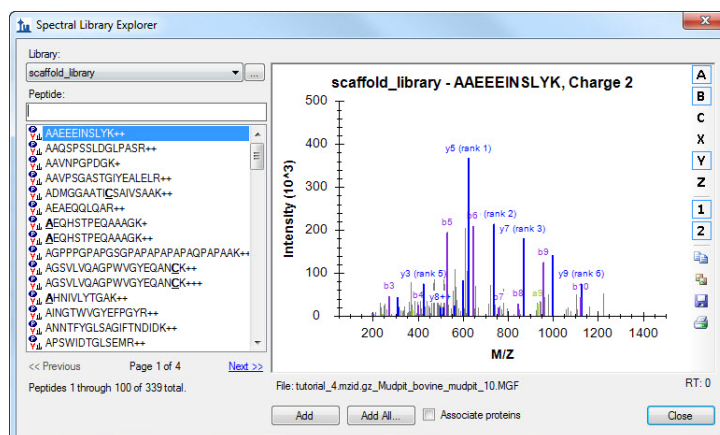 Spectral Library Explorer
Library:
scaffold_library
...
Peptide:
AAEEEINSLYK++
AAQSPSSLDGLPASR++
AAVNPGPDGK+
AAVPSGASTGIYEALELR++
ADMGGAATICSAIVSAAK++
AEAEQQLQAR++
AEQHSTPEQAAAGK+
AEQHSTPEQAAAGK++
AGPPPGPAPGSGPAPAPAPAPAQPAPAAK++
AGSVLVQAGPWVGYEQANCK++
AGSVLVQAGPWVGYEQANCK+++
AHNIVLYTGAK++
AINGTWVGYEFPGYR++
ANNTFYGLSAGIFTNDIDK++
APSWIDTGLSEMR++
<< Previous Page 1 of 4 Next >>
Peptides 1 through 100 of 339 total.
scaffold_library - AAEEEINSLYK, Charge 2
Intensity (10^3)
500
400
300
200
100
0
y5 (rank 1)
b5
b6
rank 2)
y7 (rank 3)
b9
y3 (rank 5)
y9 (rank 6)
b3
b4
y8++
b7
b8
a9
b10
200 400 600 800 1000 1200 1400
M/Z
A
B
C
X
Y
Z
1
2
File: tutorial_4.mzid.gz_Mudpit_bovine_mudpit_10.MGF
RT: 0
Add
Add All...
Associate proteins
Close